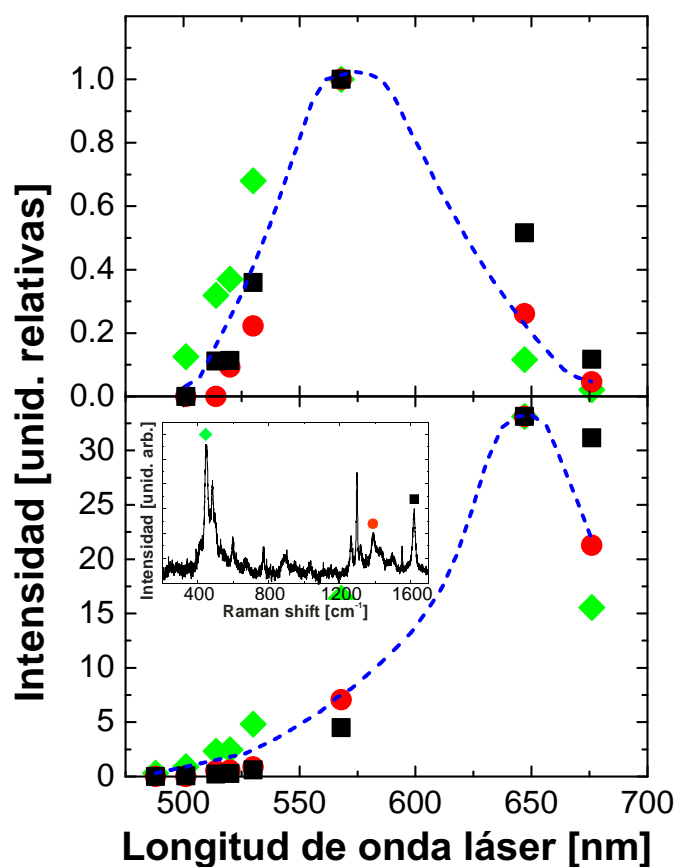 1.0
0.8
0.6
0.4
0.2
0.0
Intensidad [unid. relativas]
30
25
20
15
10
5
0
Intensidad [unid. arb.]
400 800 1200 1600
Raman shift [cm⁻¹]
500 550 600 650 700
Longitud de onda láser [nm]